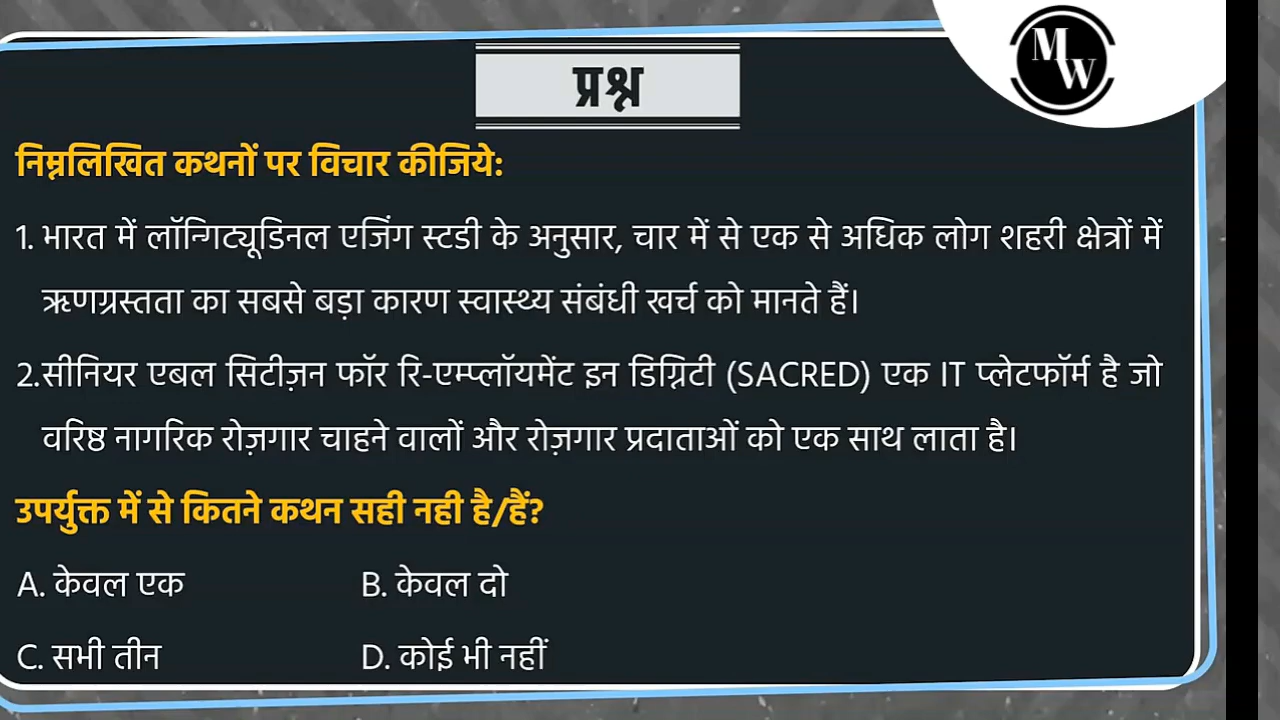 MW
प्रश्न
निम्नलिखित कथनों पर विचार कीजिये:
1. भारत में लॉन्गिट्यूडिनल एजिंग स्टडी के अनुसार, चार में से एक से अधिक लोग शहरी क्षेत्रों में
ऋणग्रस्तता का सबसे बड़ा कारण स्वास्थ्य संबंधी खर्च को मानते हैं।
2.सीनियर एबल सिटीज़न फॉर रि-एम्प्लॉयमेंट इन डिग्निटी (SACRED) एक IT प्लेटफॉर्म है जो
वरिष्ठ नागरिक रोज़गार चाहने वालों और रोज़गार प्रदाताओं को एक साथ लाता है।
उपर्युक्त में से कितने कथन सही नही है/हैं?
A. केवल एक B. केवल दो
C. सभी तीन D. कोई भी नहीं